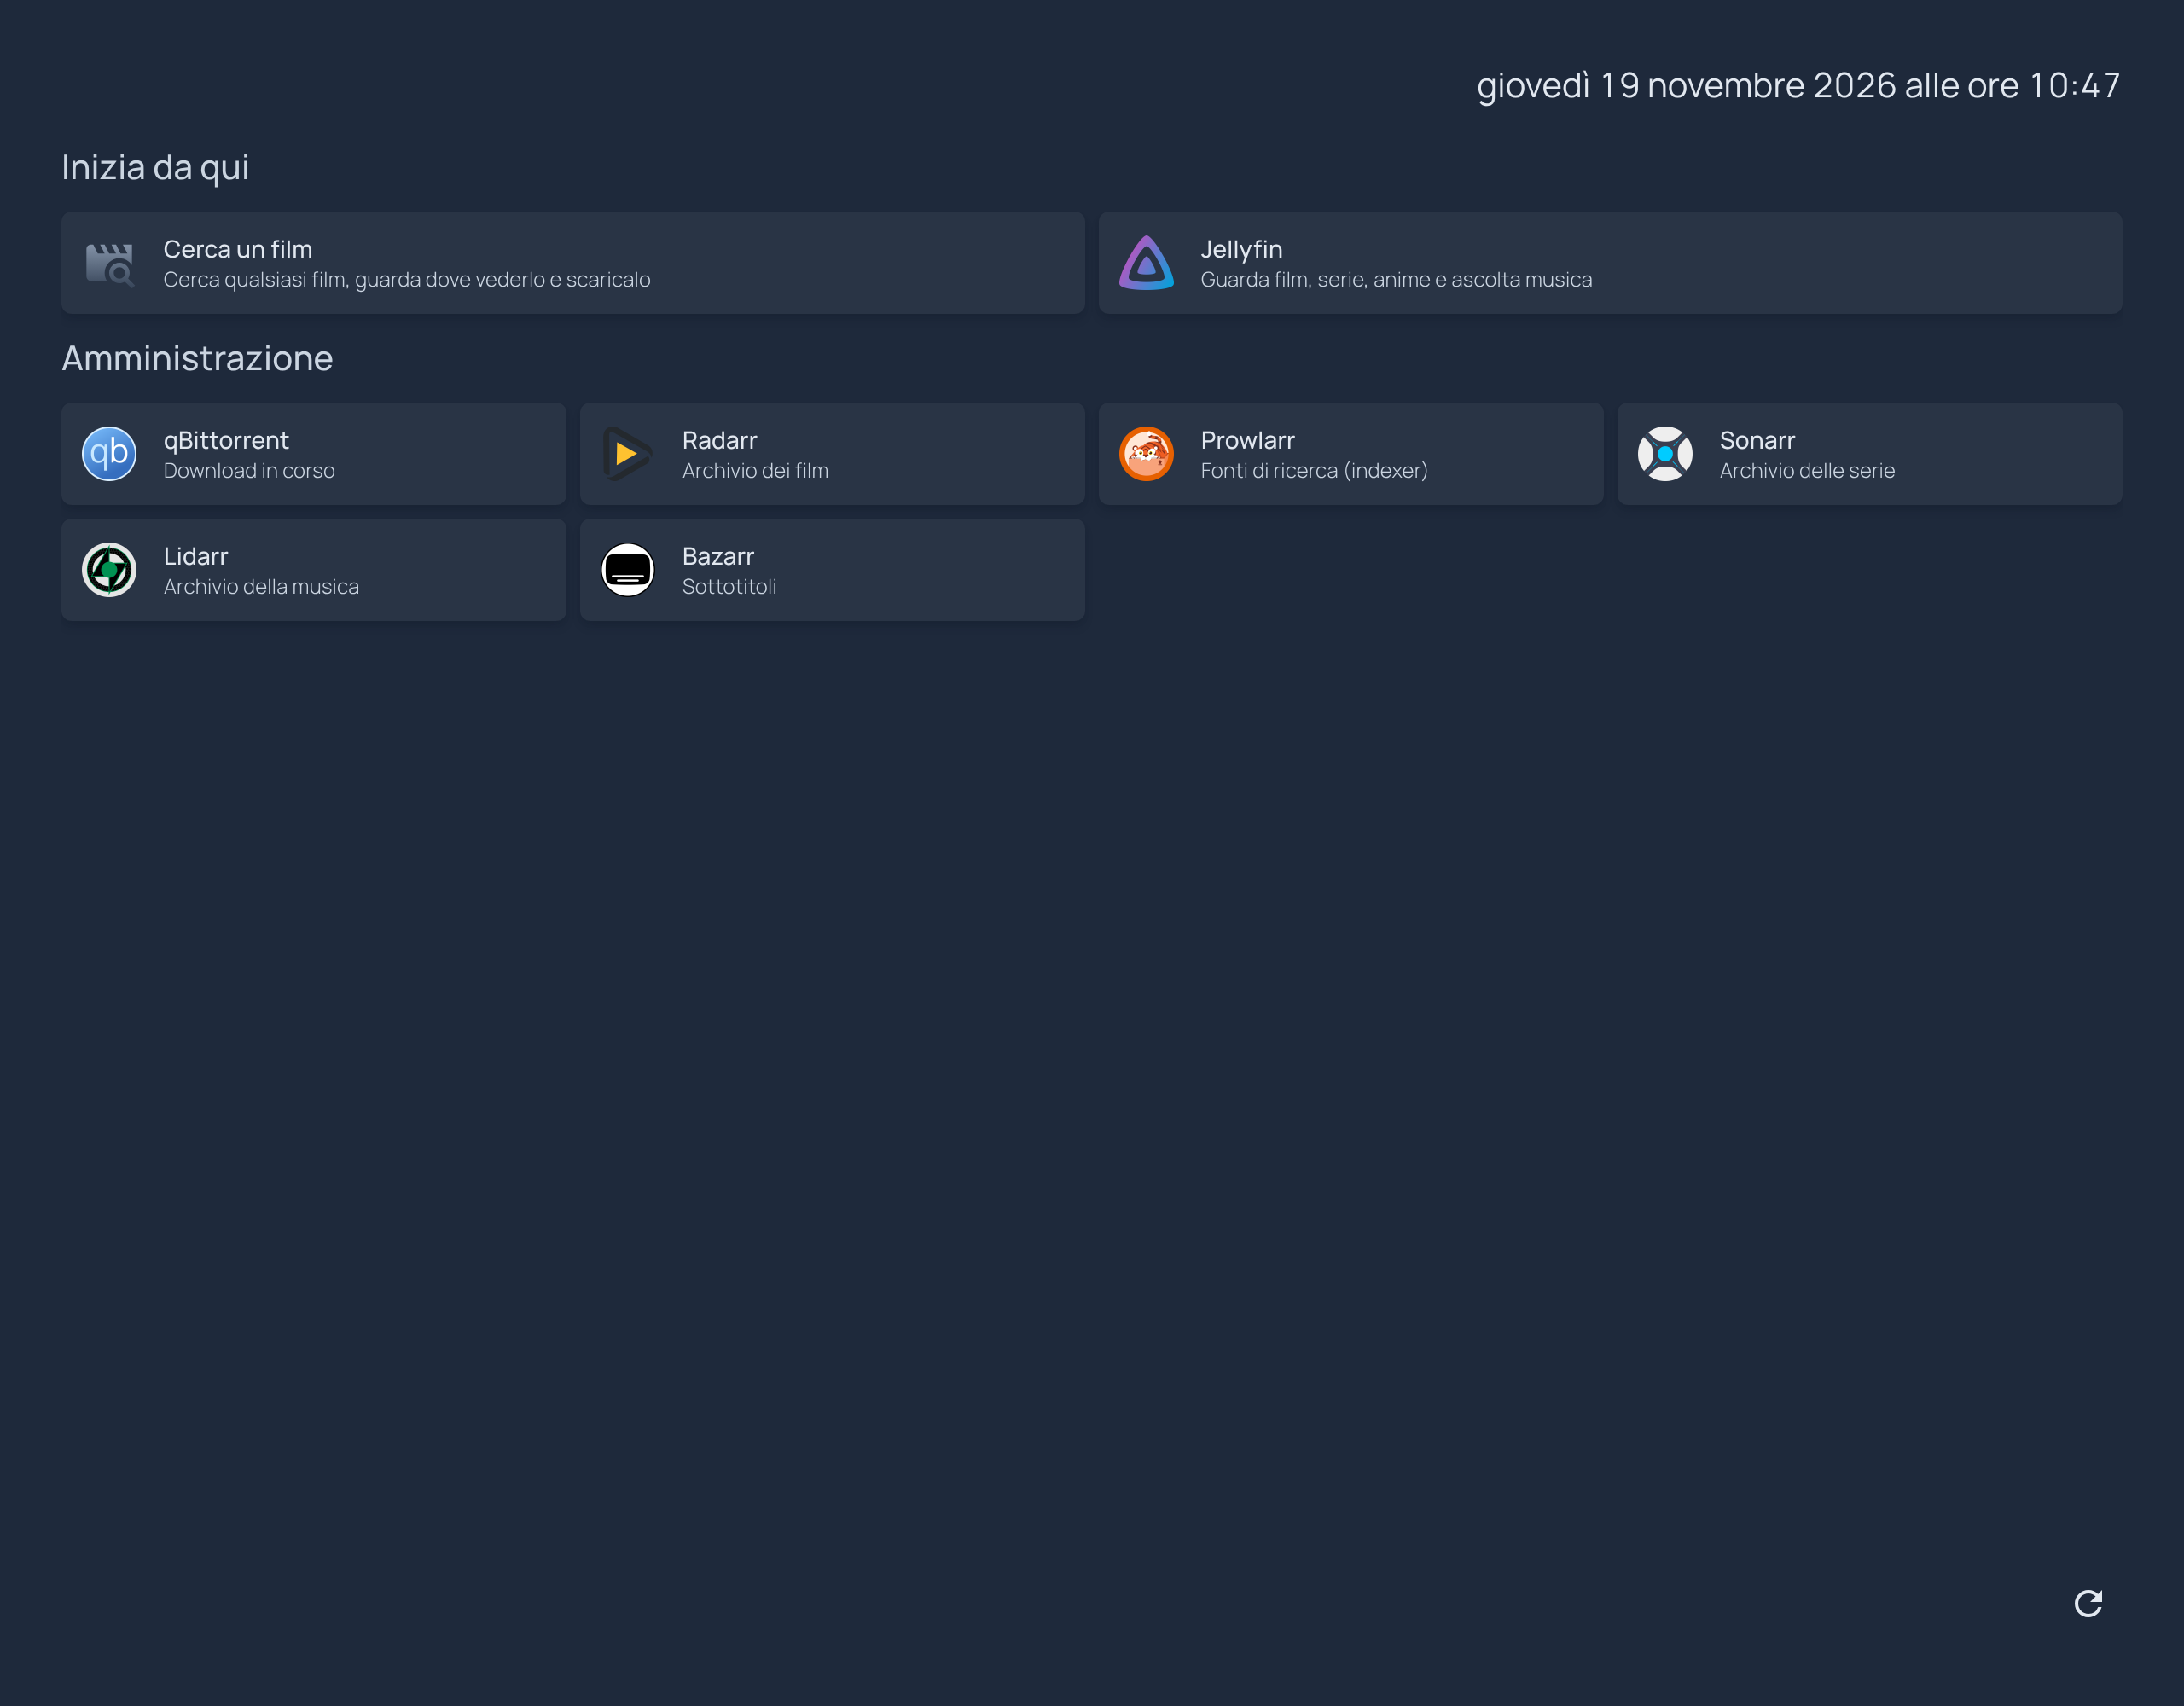 giovedì 19 novembre 2026 alle ore 10:47
Inizia da qui
Cerca un film
Cerca qualsiasi film, guarda dove vederlo e scaricalo
Jellyfin
Guarda film, serie, anime e ascolta musica
Amministrazione
qb
qBittorrent
Download in corso
Radarr
Archivio dei film
Prowlarr
Fonti di ricerca (indexer)
Sonarr
Archivio delle serie
Lidarr
Archivio della musica
Bazarr
Sottotitoli